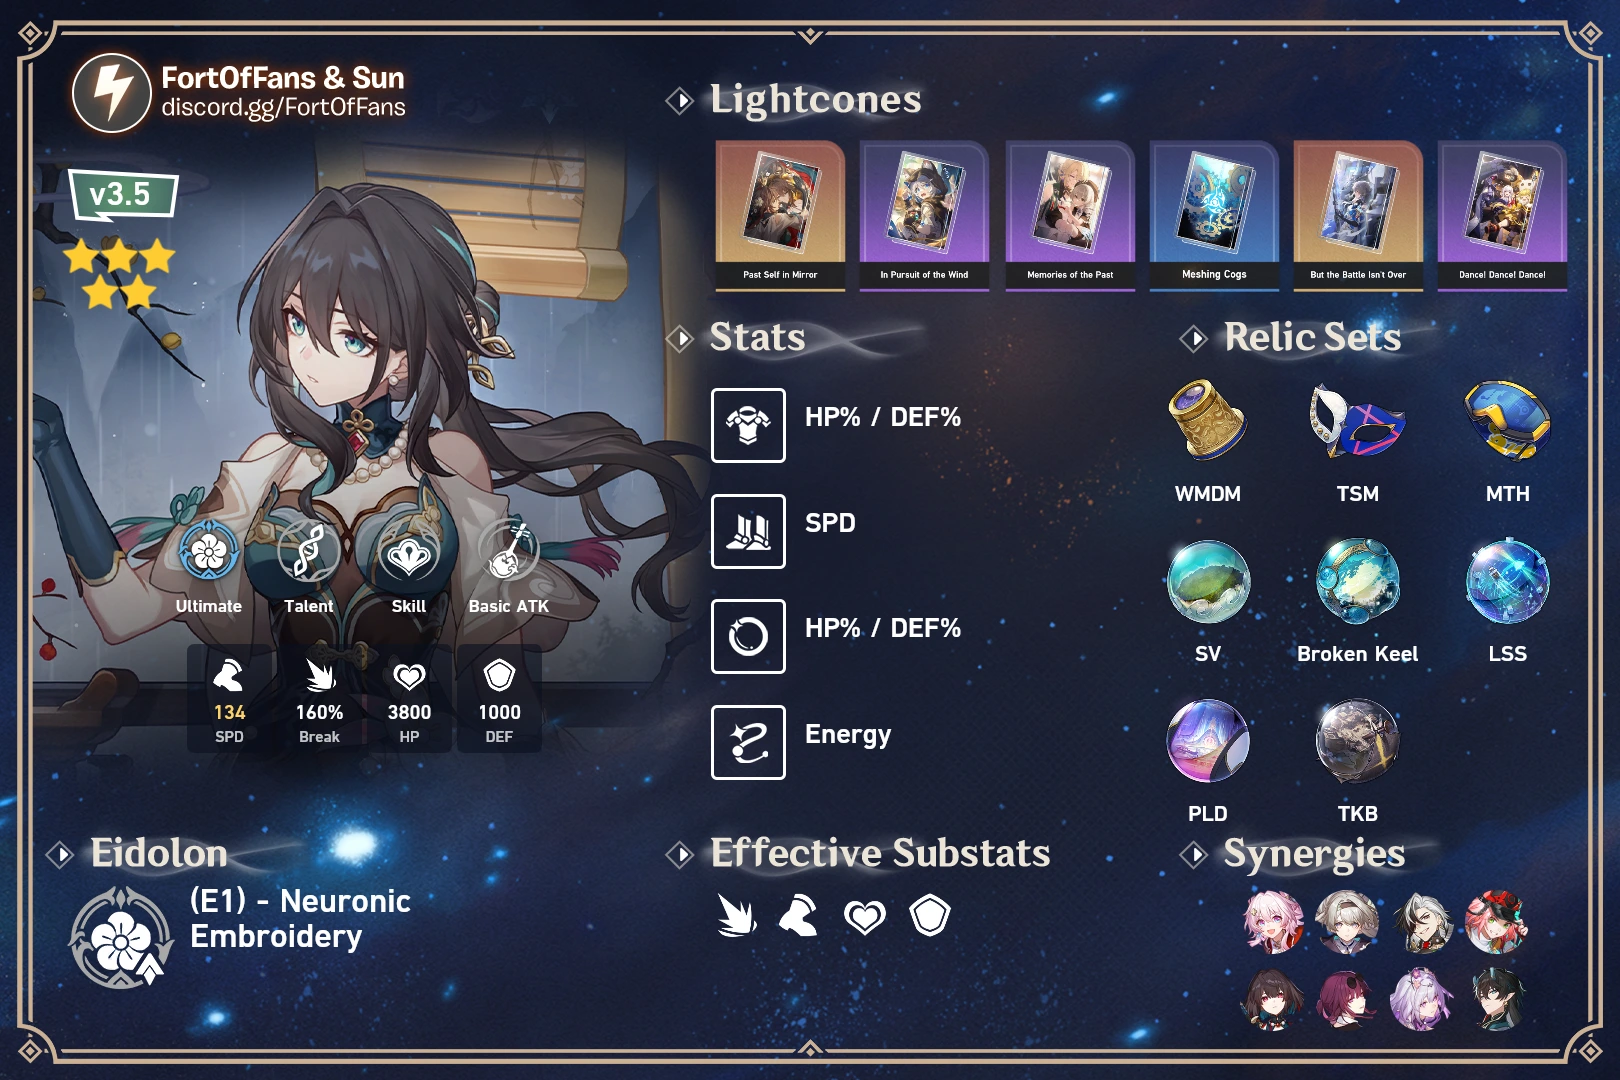 FortOfFans & Sun
discord.gg/FortOfFans
v3.5
Ultimate
Talent
Skill
Basic ATK
134
160%
3800
1000
SPD
Break
HP
DEF
Eidolon
(E1) - Neuronic
Embroidery
Lightcones
Past Self in Mirror
In Pursuit of the Wind
Memories of the Past
Meshing Cogs
But the Battle Isn't Over
Dance! Dance! Dance!
Stats
HP% / DEF%
SPD
HP% / DEF%
Energy
Effective Substats
Relic Sets
WMDM
TSM
MTH
SV
Broken Keel
LSS
PLD
TKB
Synergies